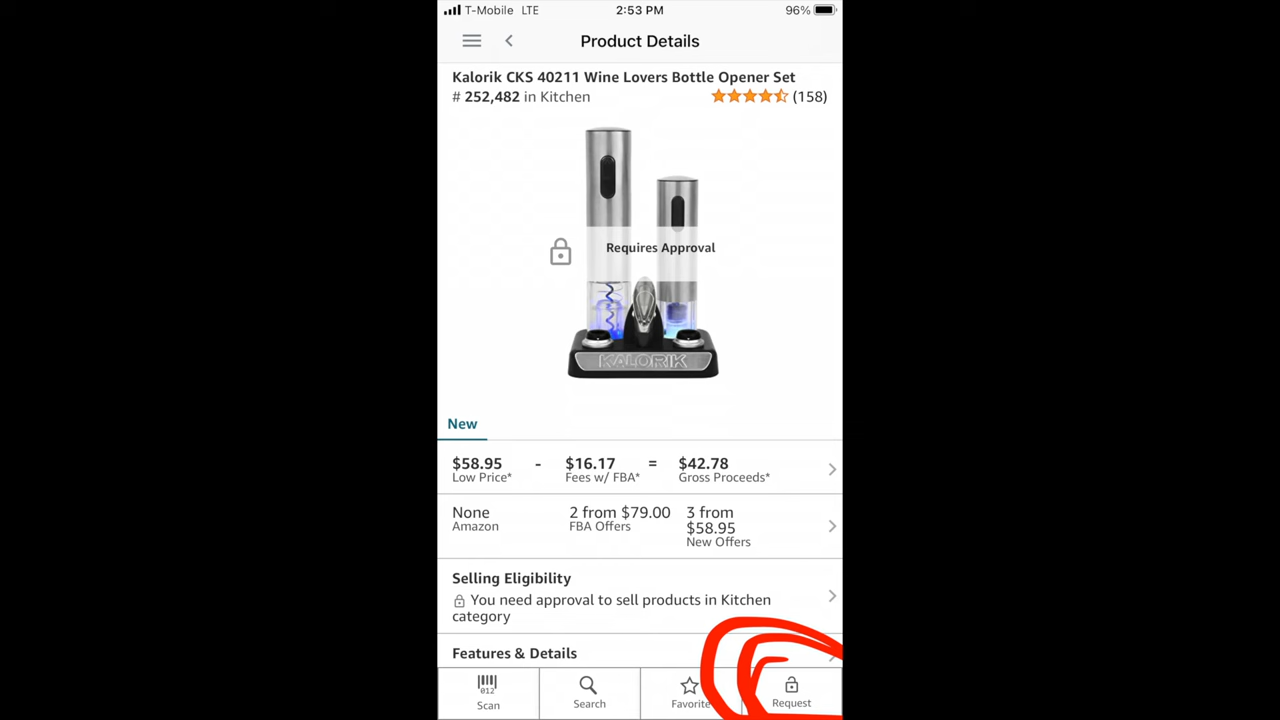 T-Mobile LTE 2:53 PM 96%
Product Details
Kalorik CKS 40211 Wine Lovers Bottle Opener Set
# 252,482 in Kitchen (158)
Requires Approval
KALORIK
New
$58.95 - $16.17 = $42.78
Low Price* Fees w/ FBA* Gross Proceeds*
None 2 from $79.00 3 from
$58.95
Amazon FBA Offers New Offers
Selling Eligibility
You need approval to sell products in Kitchen
category
Features & Details
012
Scan Search Favorite Request